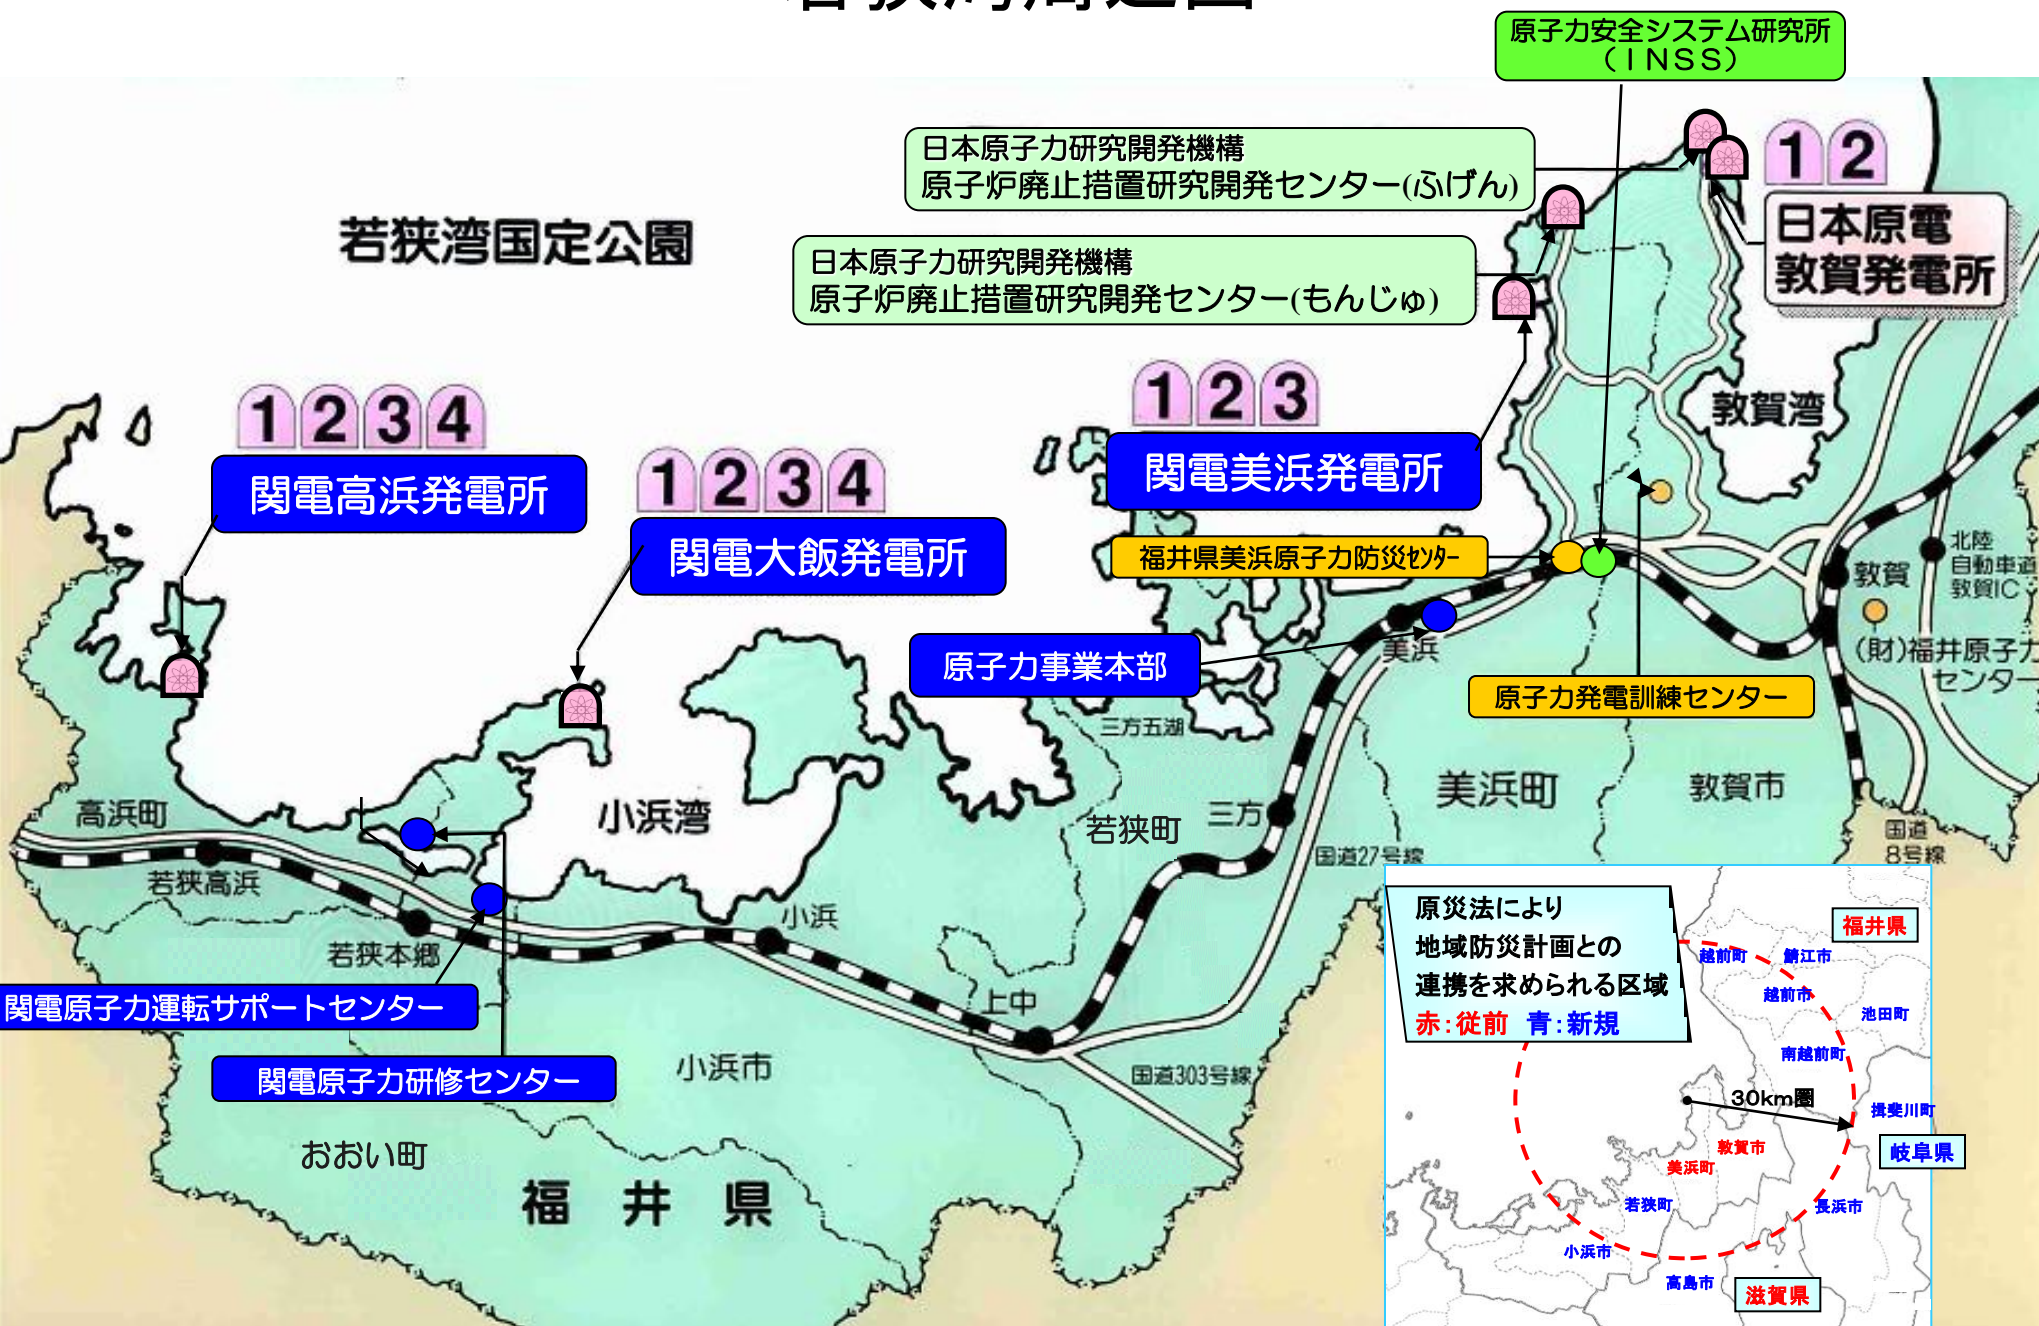 若狭湾周辺図
原子力安全システム研究所
（ＩＮＳＳ）
日本原子力研究開発機構
原子炉廃止措置研究開発センター(ふげん)
1 2
日本原電
敦賀発電所
若狭湾国定公園
日本原子力研究開発機構
原子炉廃止措置研究開発センター(もんじゅ)
1 2 3 4
関電高浜発電所
1 2 3 4
関電大飯発電所
1 2 3
関電美浜発電所
敦賀湾
福井県美浜原子力防災ｾﾝﾀｰ
北陸
自動車道
敦賀IC
敦賀
(財)福井原子力
センター
原子力事業本部
美浜
原子力発電訓練センター
三方五湖
高浜町
小浜湾
若狭町
三方
美浜町
敦賀市
国道
8号線
国道27号線
若狭高浜
若狭本郷
小浜
上中
関電原子力運転サポートセンター
関電原子力研修センター
小浜市
国道303号線
おおい町
福井県
原災法により
地域防災計画との
連携を求められる区域
赤：従前　青：新規
福井県
越前町
鯖江市
越前市
池田町
南越前町
30km圏
揖斐川町
岐阜県
敦賀市
美浜町
若狭町
長浜市
小浜市
高島市
滋賀県